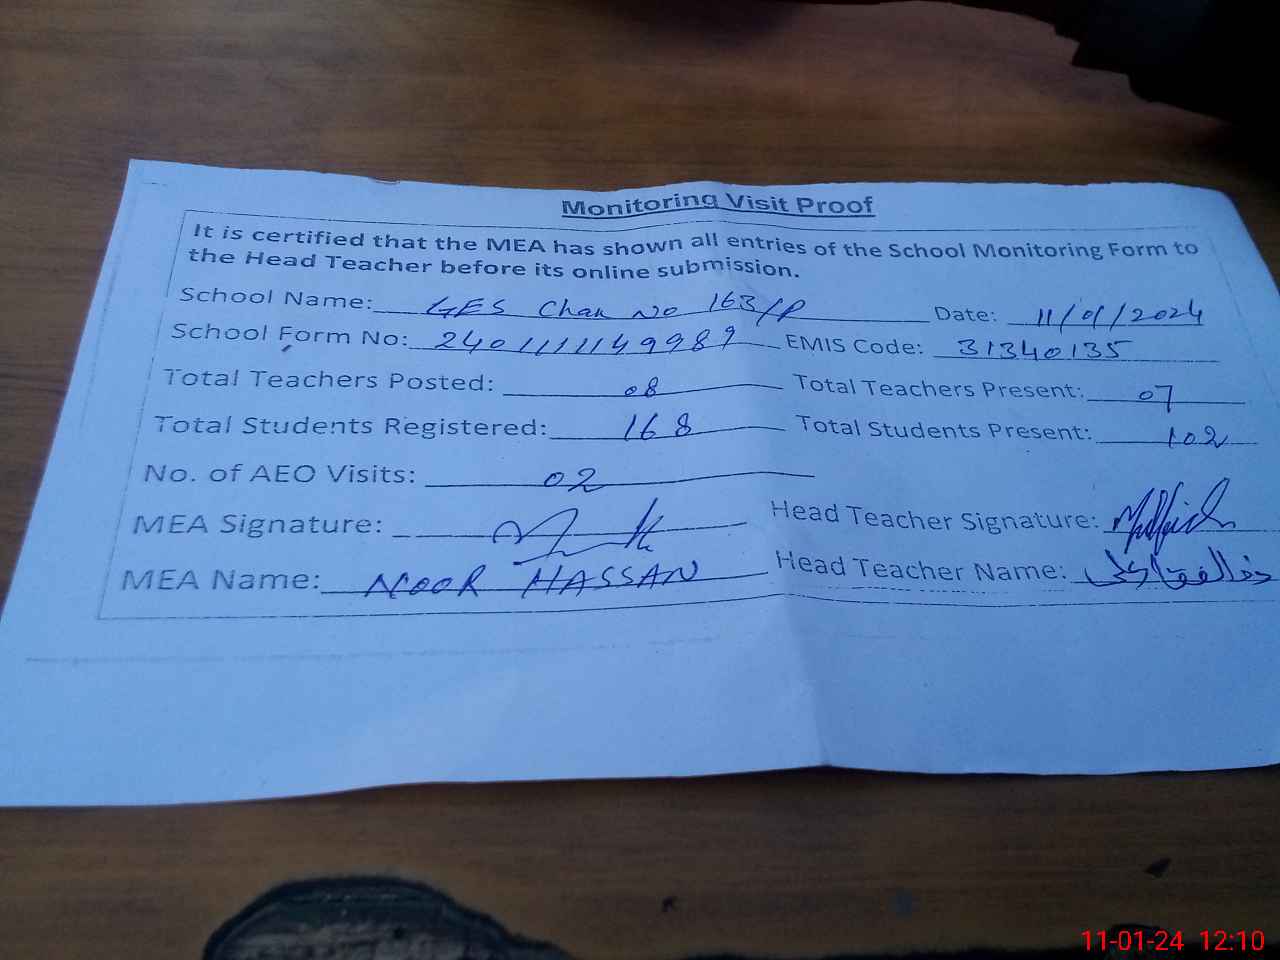 Monitoring Visit Proof
It is certified that the MEA has shown all entries of the School Monitoring Form to
the Head Teacher before its online submission.
School Name: GES Chak No 163/P Date: 11/01/2024
School Form No: 2401111149989 EMIS Code: 31340135
Total Teachers Posted: 08 Total Teachers Present: 07
Total Students Registered: 168 Total Students Present: 102
No. of AEO Visits: 02
MEA Signature: Head Teacher Signature:
MEA Name: NOOR HASSAN Head Teacher Name: ذوالفقار علی
11-01-24 12:10